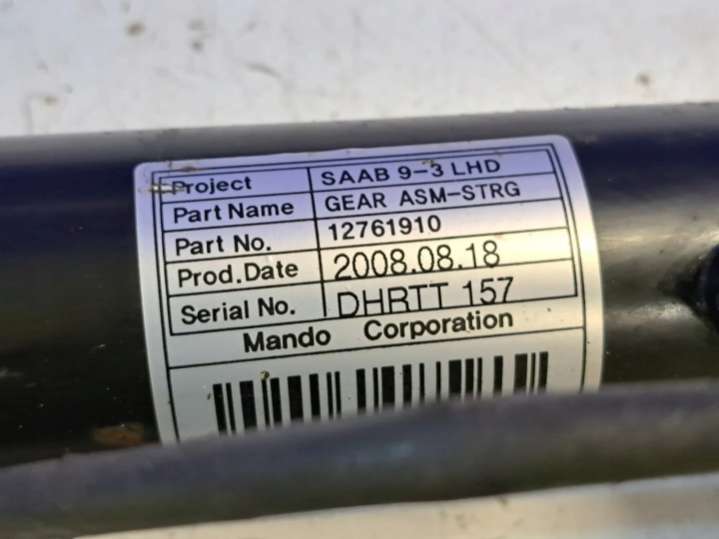 Project SAAB 9-3 LHD
Part Name GEAR ASM-STRG
Part No. 12761910
Prod.Date 2008.08.18
Serial No. DHRTT 157
Mando Corporation